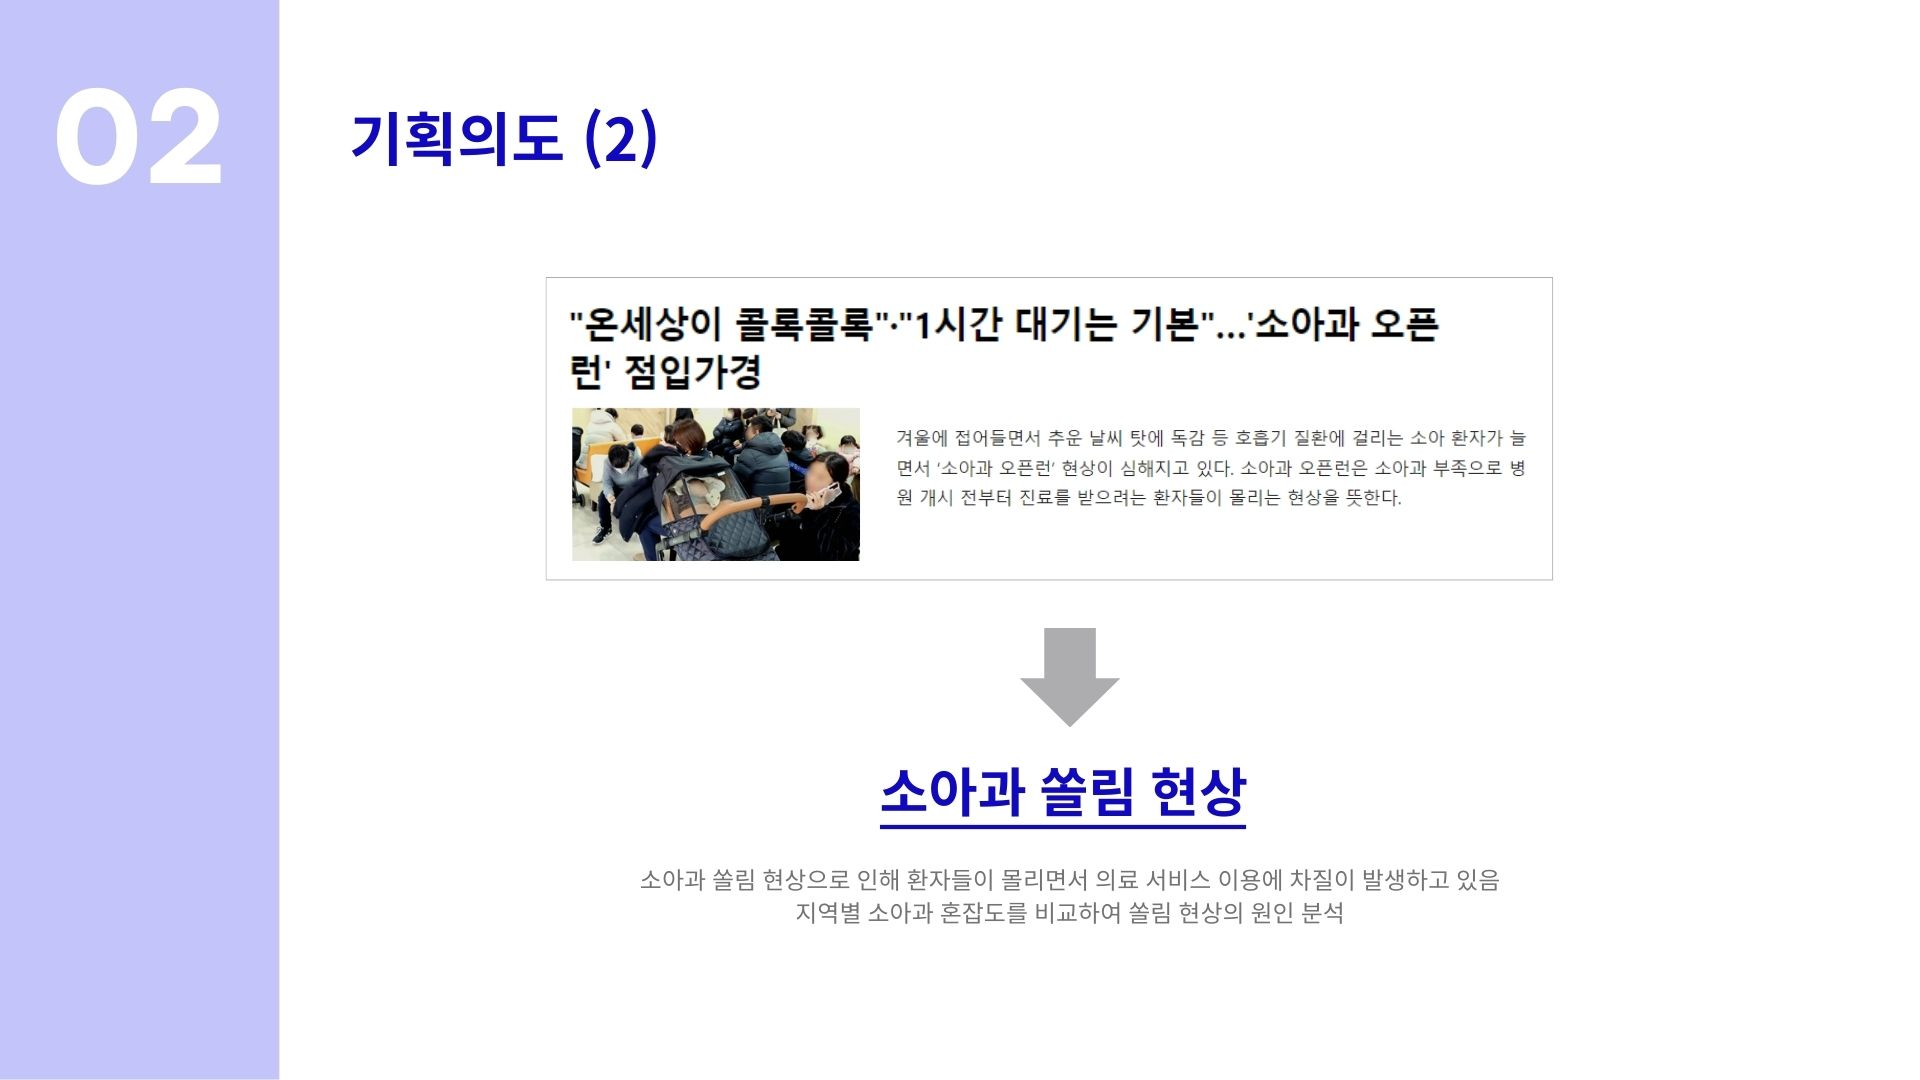 02
기획의도 (2)
"온세상이 콜록콜록"·"1시간 대기는 기본"...'소아과 오픈
런' 점입가경
겨울에 접어들면서 추운 날씨 탓에 독감 등 호흡기 질환에 걸리는 소아 환자가 늘
면서 '소아과 오픈런' 현상이 심해지고 있다. 소아과 오픈런은 소아과 부족으로 병
원 개시 전부터 진료를 받으려는 환자들이 몰리는 현상을 뜻한다.
소아과 쏠림 현상
소아과 쏠림 현상으로 인해 환자들이 몰리면서 의료 서비스 이용에 차질이 발생하고 있음
지역별 소아과 혼잡도를 비교하여 쏠림 현상의 원인 분석